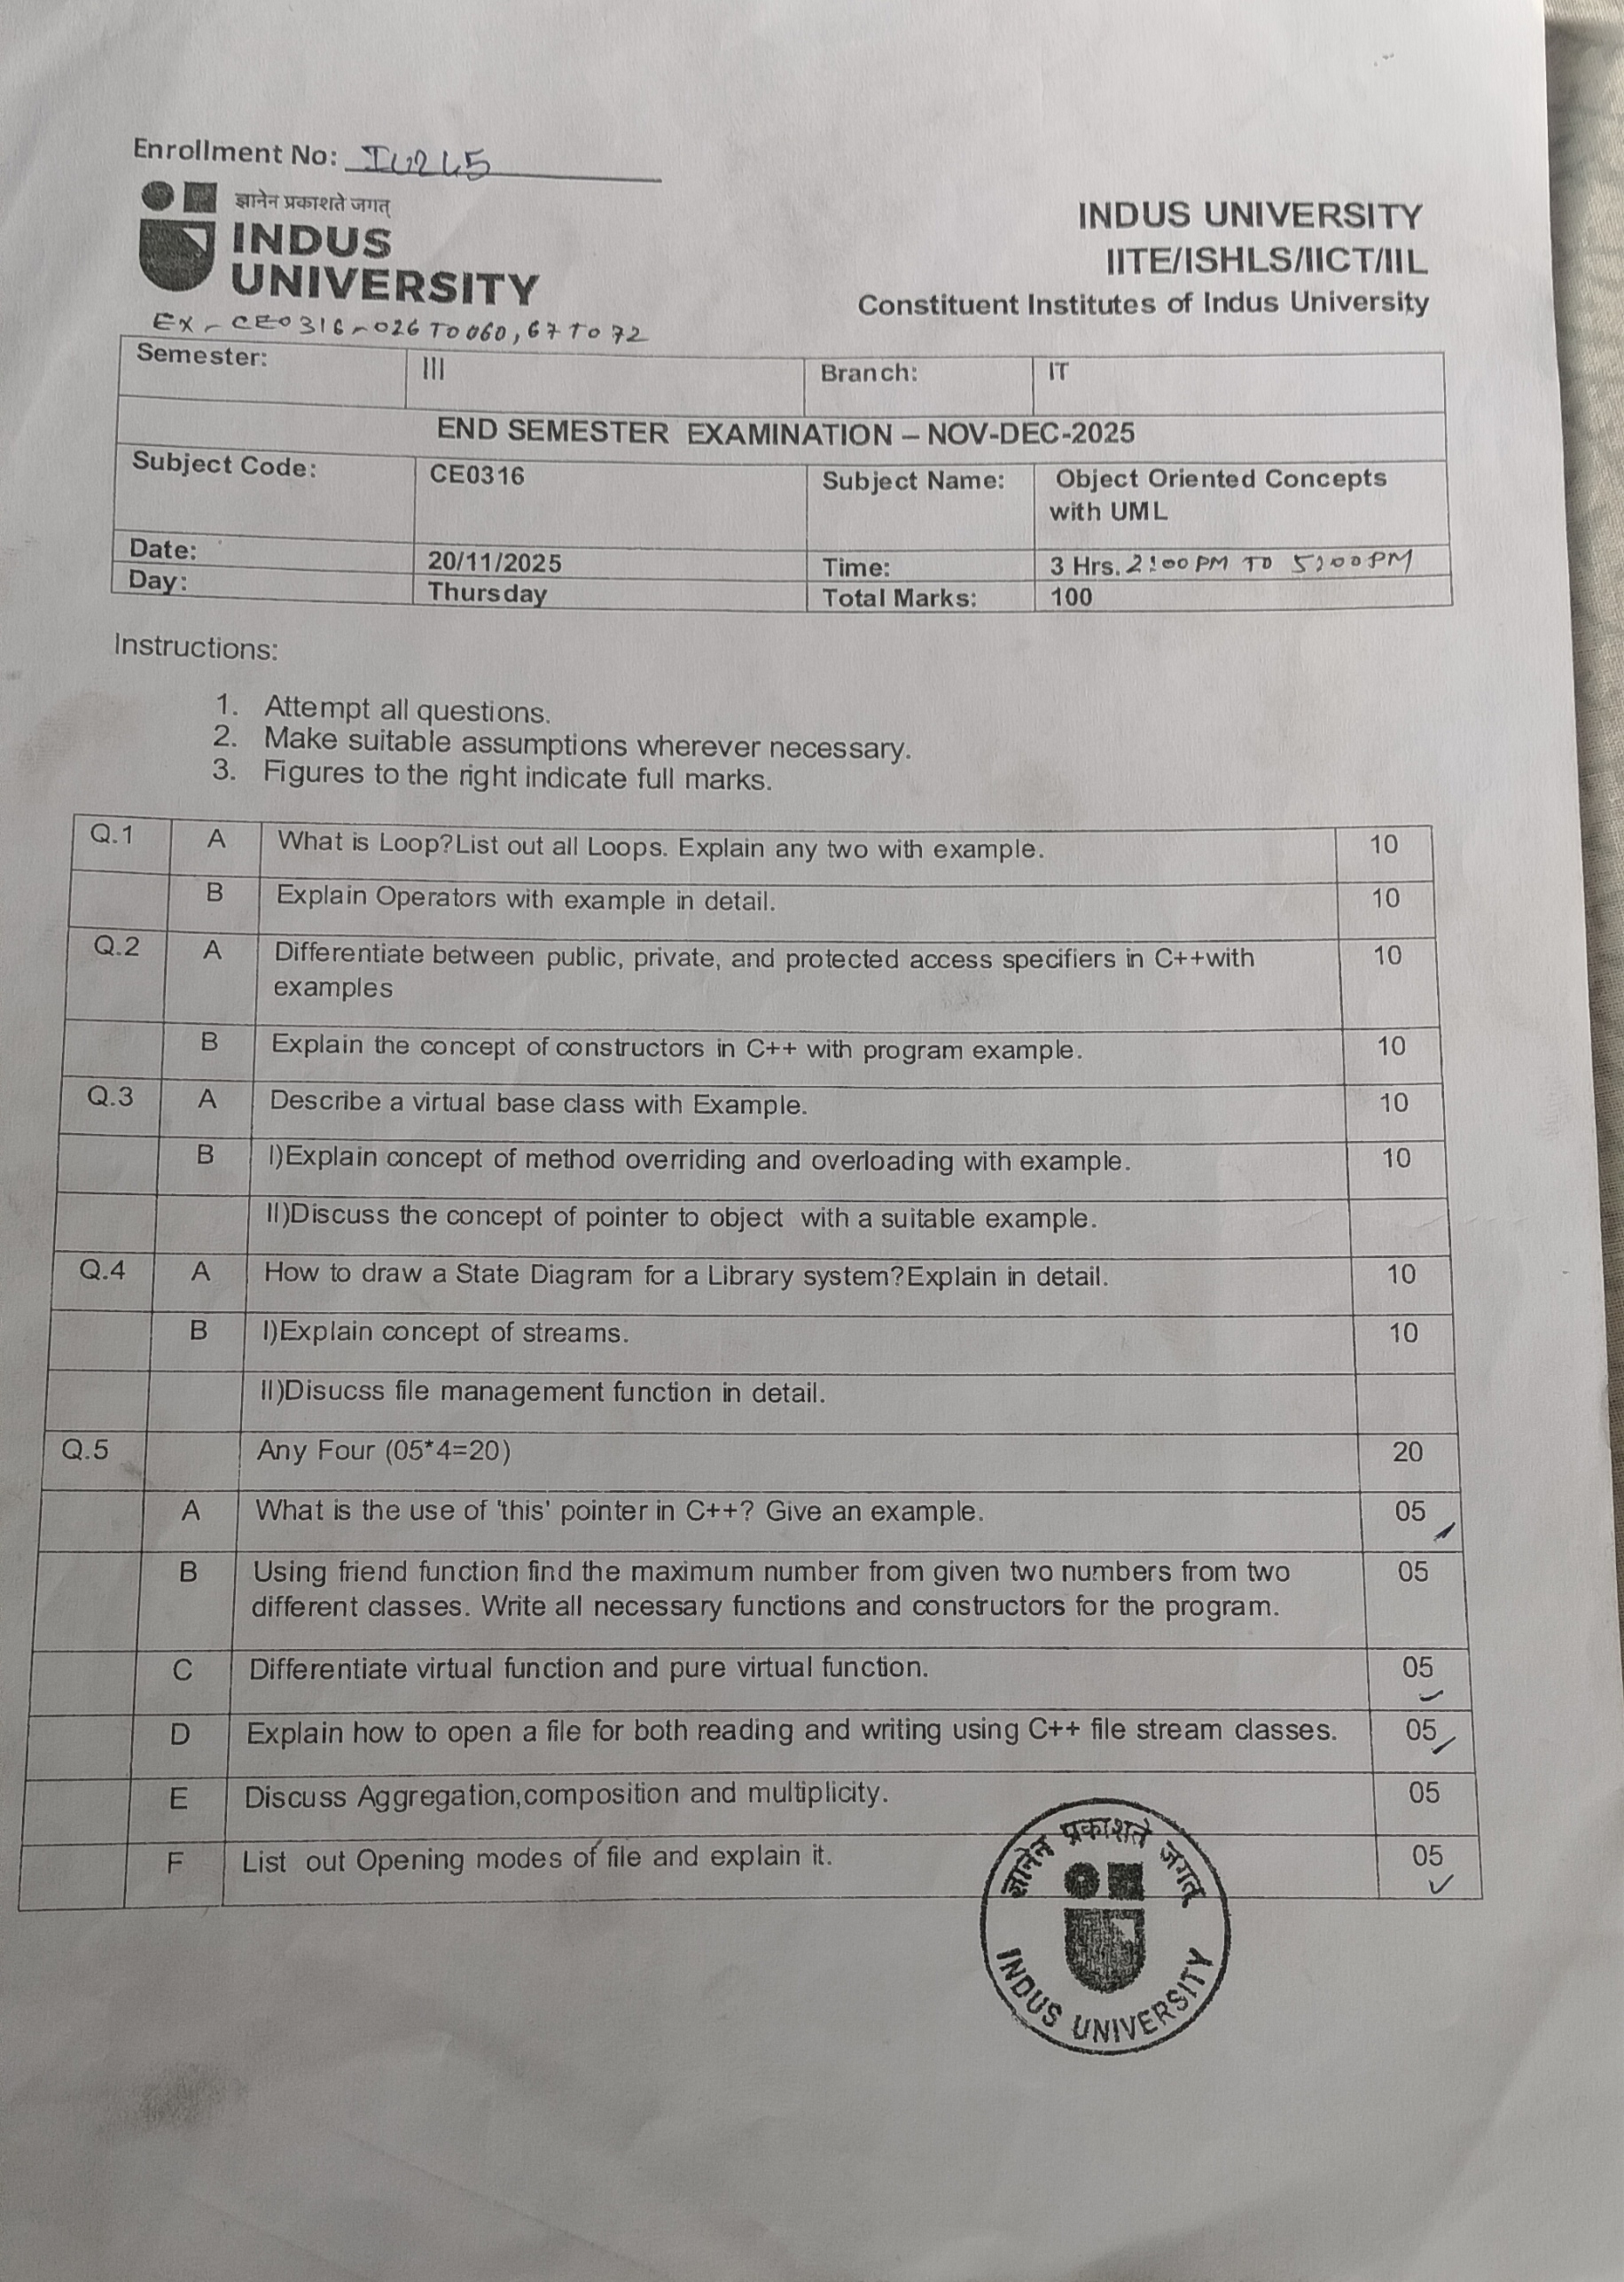 Enrollment No:
ज्ञानेन प्रकाशते जगत्
INDUS
UNIVERSITY
INDUS UNIVERSITY
IITE/ISHLS/IICT/IIL
Constituent Institutes of Indus University
EX - CE0316-026 TO 060, 67 TO 72
Semester: III Branch: IT
END SEMESTER EXAMINATION – NOV-DEC-2025
Subject Code: CE0316 Subject Name: Object Oriented Concepts
with UML
Date: 20/11/2025 Time: 3 Hrs. 2:00 PM TO 5:00 PM
Day: Thursday Total Marks: 100
Instructions:
1. Attempt all questions.
2. Make suitable assumptions wherever necessary.
3. Figures to the right indicate full marks.
Q.1 A What is Loop?List out all Loops. Explain any two with example. 10
B Explain Operators with example in detail. 10
Q.2 A Differentiate between public, private, and protected access specifiers in C++with 10
examples
B Explain the concept of constructors in C++ with program example. 10
Q.3 A Describe a virtual base class with Example. 10
B I)Explain concept of method overriding and overloading with example. 10
II)Discuss the concept of pointer to object with a suitable example.
Q.4 A How to draw a State Diagram for a Library system?Explain in detail. 10
B I)Explain concept of streams. 10
II)Disucss file management function in detail.
Q.5 Any Four (05*4=20) 20
A What is the use of 'this' pointer in C++? Give an example. 05
B Using friend function find the maximum number from given two numbers from two 05
different classes. Write all necessary functions and constructors for the program.
C Differentiate virtual function and pure virtual function. 05
D Explain how to open a file for both reading and writing using C++ file stream classes. 05
E Discuss Aggregation,composition and multiplicity. 05
F List out Opening modes of file and explain it. 05
ज्ञानेन प्रकाशते जगत्
INDUS UNIVERSITY